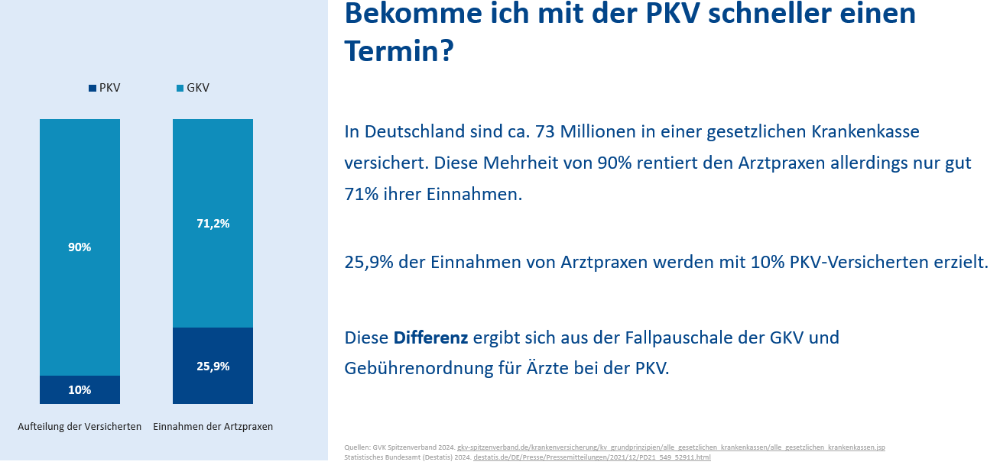 Bekomme ich mit der PKV schneller einen
Termin?
PKV
GKV
90%
10%
71,2%
25,9%
Aufteilung der Versicherten
Einnahmen der Artzpraxen
In Deutschland sind ca. 73 Millionen in einer gesetzlichen Krankenkasse
versichert. Diese Mehrheit von 90% rentiert den Arztpraxen allerdings nur gut
71% ihrer Einnahmen.
25,9% der Einnahmen von Arztpraxen werden mit 10% PKV-Versicherten erzielt.
Diese Differenz ergibt sich aus der Fallpauschale der GKV und
Gebührenordnung für Ärzte bei der PKV.
Quellen: GVK Spitzenverband 2024. gkv-spitzenverband.de/krankenversicherung/kv_grundprinzipien/alle_gesetzlichen_krankenkassen/alle_gesetzlichen_krankenkassen.jsp
Statistisches Bundesamt (Destatis) 2024. destatis.de/DE/Presse/Pressemitteilungen/2021/12/PD21_549_52911.html